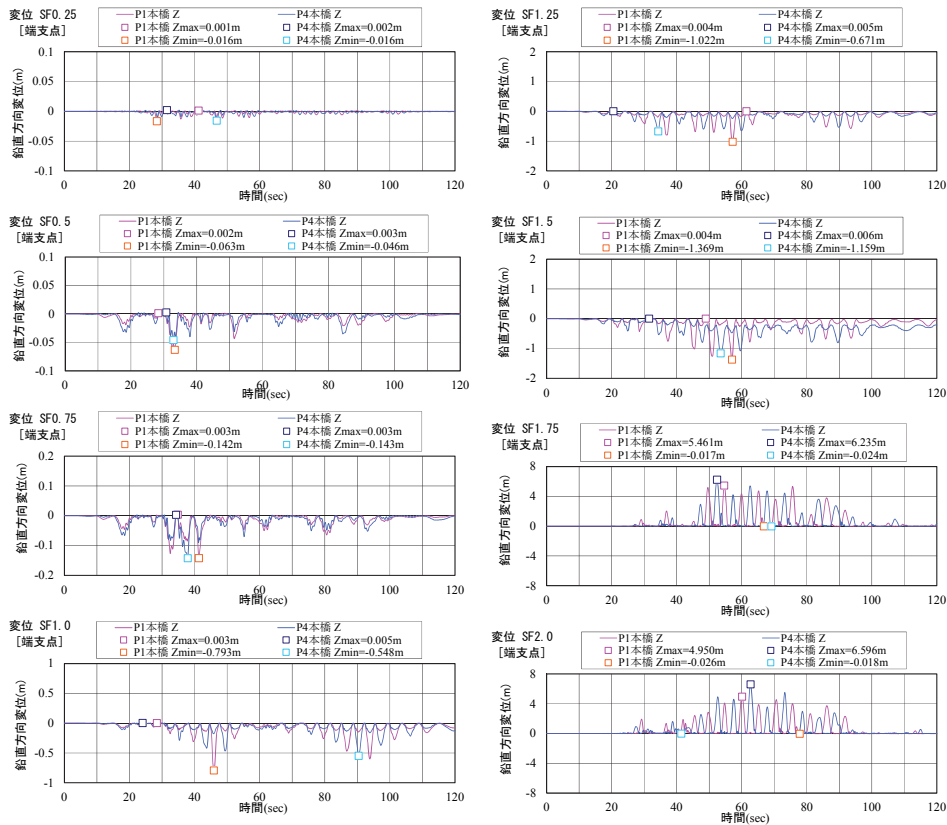 変位 SF0.25
[端支点]
P1本橋 Z P4本橋 Z
P1本橋 Zmax=0.001m P4本橋 Zmax=0.002m
P1本橋 Zmin=-0.016m P4本橋 Zmin=-0.016m
鉛直方向変位(m)
0.1
0.05
0
-0.05
-0.1
0 20 40 60 80 100 120
時間(sec)
変位 SF0.5
[端支点]
P1本橋 Z P4本橋 Z
P1本橋 Zmax=0.002m P4本橋 Zmax=0.003m
P1本橋 Zmin=-0.063m P4本橋 Zmin=-0.046m
鉛直方向変位(m)
0.1
0.05
0
-0.05
-0.1
0 20 40 60 80 100 120
時間(sec)
変位 SF0.75
[端支点]
P1本橋 Z P4本橋 Z
P1本橋 Zmax=0.003m P4本橋 Zmax=0.003m
P1本橋 Zmin=-0.142m P4本橋 Zmin=-0.143m
鉛直方向変位(m)
0.2
0.1
0
-0.1
-0.2
0 20 40 60 80 100 120
時間(sec)
変位 SF1.0
[端支点]
P1本橋 Z P4本橋 Z
P1本橋 Zmax=0.003m P4本橋 Zmax=0.005m
P1本橋 Zmin=-0.793m P4本橋 Zmin=-0.548m
鉛直方向変位(m)
1
0.5
0
-0.5
-1
0 20 40 60 80 100 120
時間(sec)
変位 SF1.25
[端支点]
P1本橋 Z P4本橋 Z
P1本橋 Zmax=0.004m P4本橋 Zmax=0.005m
P1本橋 Zmin=-1.022m P4本橋 Zmin=-0.671m
鉛直方向変位(m)
2
1
0
-1
-2
0 20 40 60 80 100 120
時間(sec)
変位 SF1.5
[端支点]
P1本橋 Z P4本橋 Z
P1本橋 Zmax=0.004m P4本橋 Zmax=0.006m
P1本橋 Zmin=-1.369m P4本橋 Zmin=-1.159m
鉛直方向変位(m)
2
1
0
-1
-2
0 20 40 60 80 100 120
時間(sec)
変位 SF1.75
[端支点]
P1本橋 Z P4本橋 Z
P1本橋 Zmax=5.461m P4本橋 Zmax=6.235m
P1本橋 Zmin=-0.017m P4本橋 Zmin=-0.024m
鉛直方向変位(m)
8
4
0
-4
-8
0 20 40 60 80 100 120
時間(sec)
変位 SF2.0
[端支点]
P1本橋 Z P4本橋 Z
P1本橋 Zmax=4.950m P4本橋 Zmax=6.596m
P1本橋 Zmin=-0.026m P4本橋 Zmin=-0.018m
鉛直方向変位(m)
8
4
0
-4
-8
0 20 40 60 80 100 120
時間(sec)